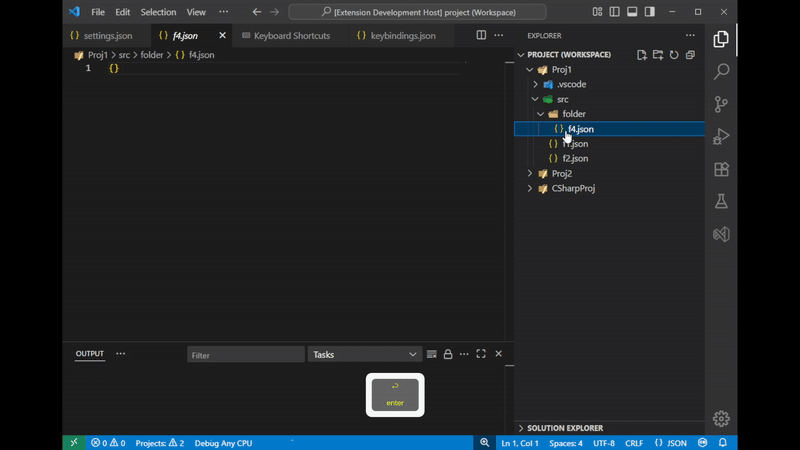 File Edit Selection View ··· [Extension Development Host] project (Workspace)
settings.json f4.json Keyboard Shortcuts keybindings.json
Proj1 > src > folder > {} f4.json
1 {}
EXPLORER
PROJECT (WORKSPACE)
Proj1
.vscode
src
folder
f4.json
f1.json
f2.json
Proj2
CSharpProj
OUTPUT ··· Filter Tasks
enter
SOLUTION EXPLORER
0 0 Projects: 2 Debug Any CPU Ln 1, Col 1 Spaces: 4 UTF-8 CRLF {} JSON